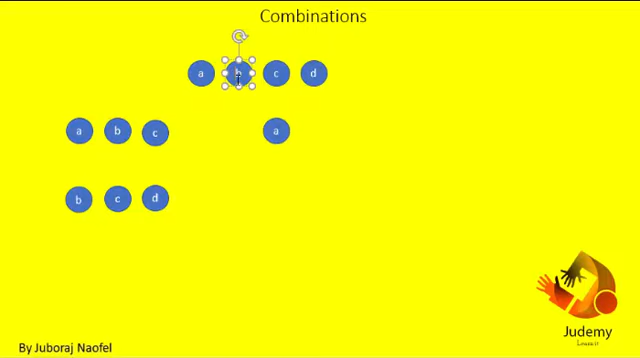 Combinations
a b c d
a b c a
b c d
Judemy
By Juboraj Naofel